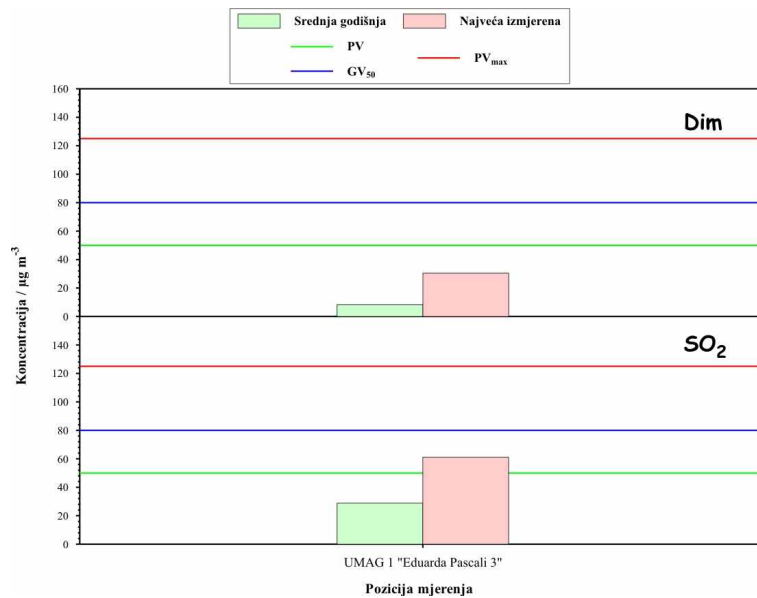 Srednja godišnja
Najveća izmjerena
PV
PVmax
GV50
Koncentracija / µg m-3
160
140
120
100
80
60
40
20
0
Dim
140
120
100
80
60
40
20
0
SO2
UMAG 1 "Eduarda Pascali 3"
Pozicija mjerenja